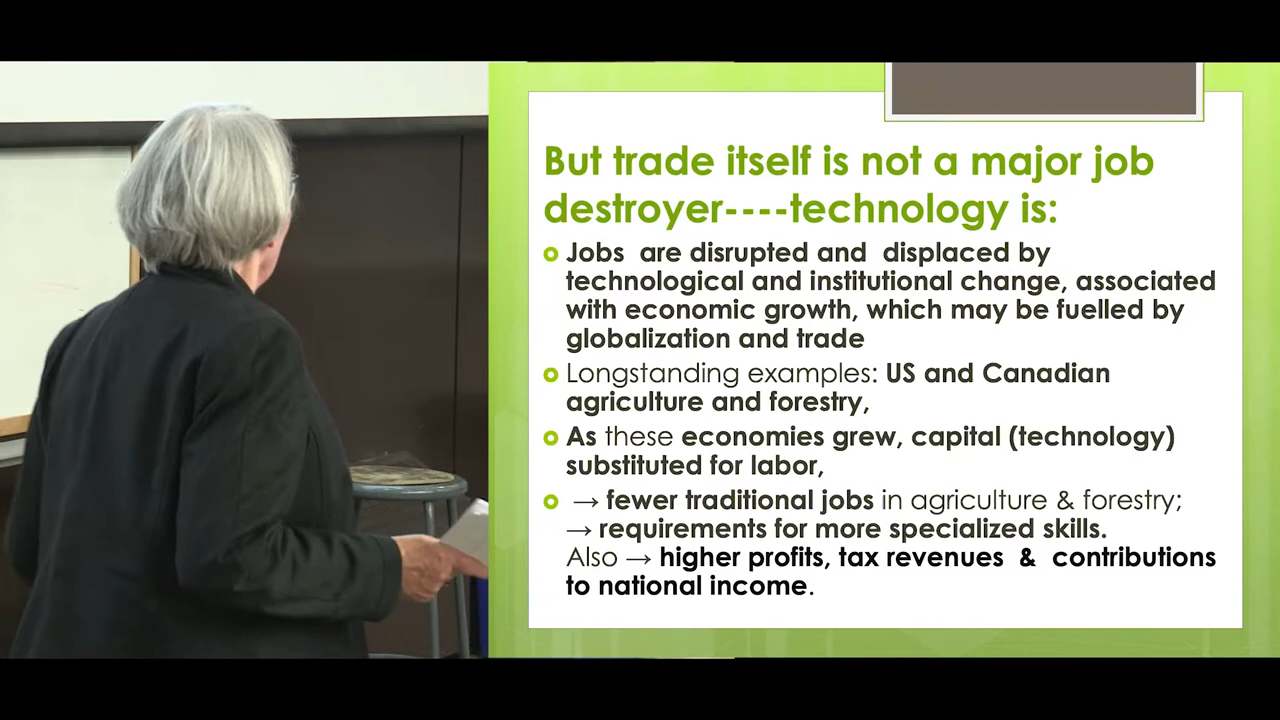 But trade itself is not a major job
destroyer----technology is:
Jobs are disrupted and displaced by
technological and institutional change, associated
with economic growth, which may be fuelled by
globalization and trade
Longstanding examples: US and Canadian
agriculture and forestry,
As these economies grew, capital (technology)
substituted for labor,
→ fewer traditional jobs in agriculture & forestry;
→ requirements for more specialized skills.
Also → higher profits, tax revenues & contributions
to national income.